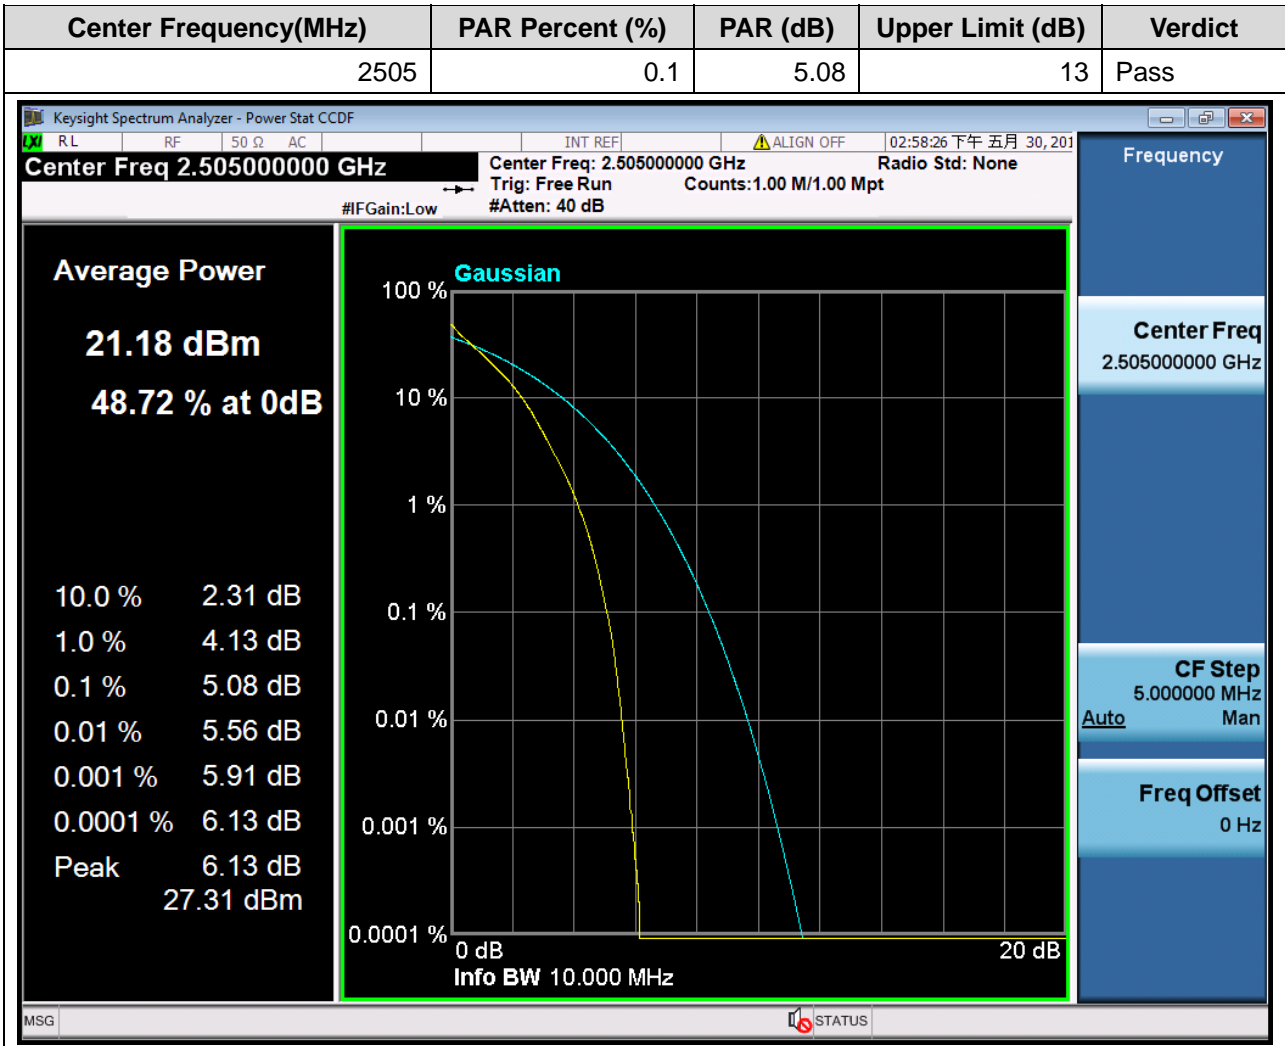 Center Frequency(MHz) PAR Percent (%) PAR (dB) Upper Limit (dB) Verdict
2505 0.1 5.08 13 Pass
Keysight Spectrum Analyzer - Power Stat CCDF
LXI RL RF 50 Ω AC INT REF ALIGN OFF 02:58:26 下午 五月 30, 201
Center Freq 2.505000000 GHz
Center Freq: 2.505000000 GHz Radio Std: None
Trig: Free Run Counts:1.00 M/1.00 Mpt
#IFGain:Low #Atten: 40 dB
Frequency
Average Power
21.18 dBm
48.72 % at 0dB
10.0 % 2.31 dB
1.0 % 4.13 dB
0.1 % 5.08 dB
0.01 % 5.56 dB
0.001 % 5.91 dB
0.0001 % 6.13 dB
Peak 6.13 dB
27.31 dBm
Gaussian
100 %
10 %
1 %
0.1 %
0.01 %
0.001 %
0.0001 %
0 dB 20 dB
Info BW 10.000 MHz
Center Freq
2.505000000 GHz
CF Step
5.000000 MHz
Auto Man
Freq Offset
0 Hz
MSG STATUS